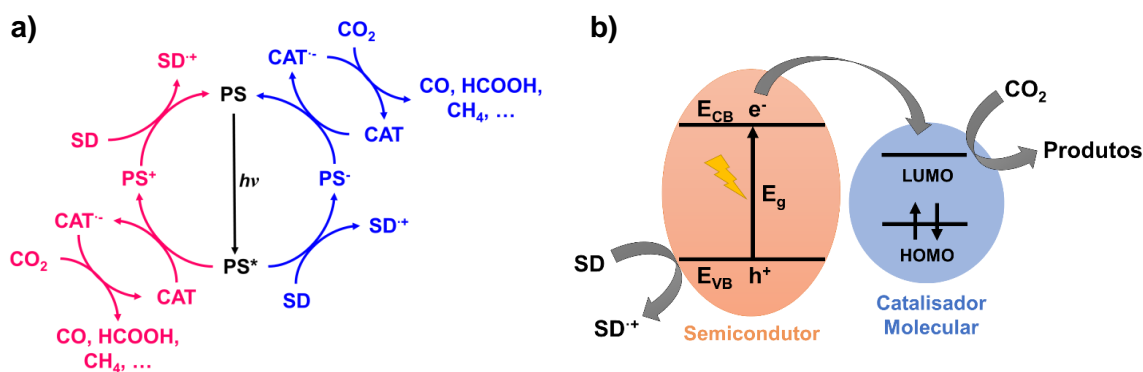 a)
SD·+
PS
SD
PS+
CAT·-
CO2
CAT
CO, HCOOH,
CH4, …
PS*
hν
CAT·-
CO2
CO, HCOOH,
CH4, …
CAT
PS-
SD·+
SD
b)
ECB e-
Eg
EVB h+
SD
SD·+
Semicondutor
CO2
Produtos
LUMO
HOMO
Catalisador
Molecular